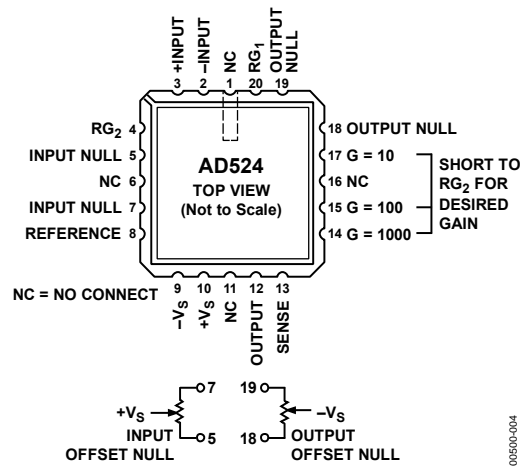 +INPUT
–INPUT
NC
RG1
OUTPUT NULL
3 2 1 20 19
RG2 4
INPUT NULL 5
NC 6
INPUT NULL 7
REFERENCE 8
AD524
TOP VIEW
(Not to Scale)
18 OUTPUT NULL
17 G = 10
16 NC
15 G = 100
14 G = 1000
SHORT TO
RG2 FOR
DESIRED
GAIN
9 10 11 12 13
–VS
+VS
NC
OUTPUT
SENSE
NC = NO CONNECT
+VS
7
5
INPUT
OFFSET NULL
19
18
–VS
OUTPUT
OFFSET NULL
00500-004